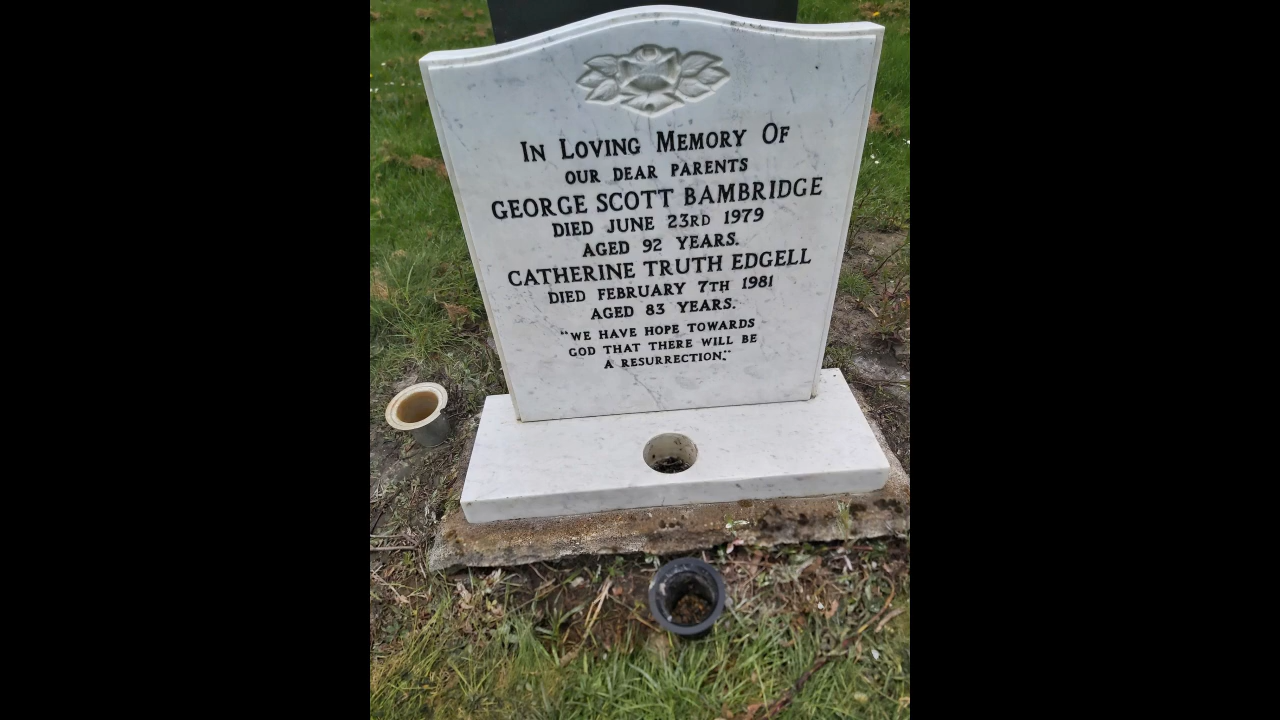 In Loving Memory Of
OUR DEAR PARENTS
GEORGE SCOTT BAMBRIDGE
DIED JUNE 23RD 1979
AGED 92 YEARS.
CATHERINE TRUTH EDGELL
DIED FEBRUARY 7TH 1981
AGED 83 YEARS.
"WE HAVE HOPE TOWARDS
GOD THAT THERE WILL BE
A RESURRECTION."